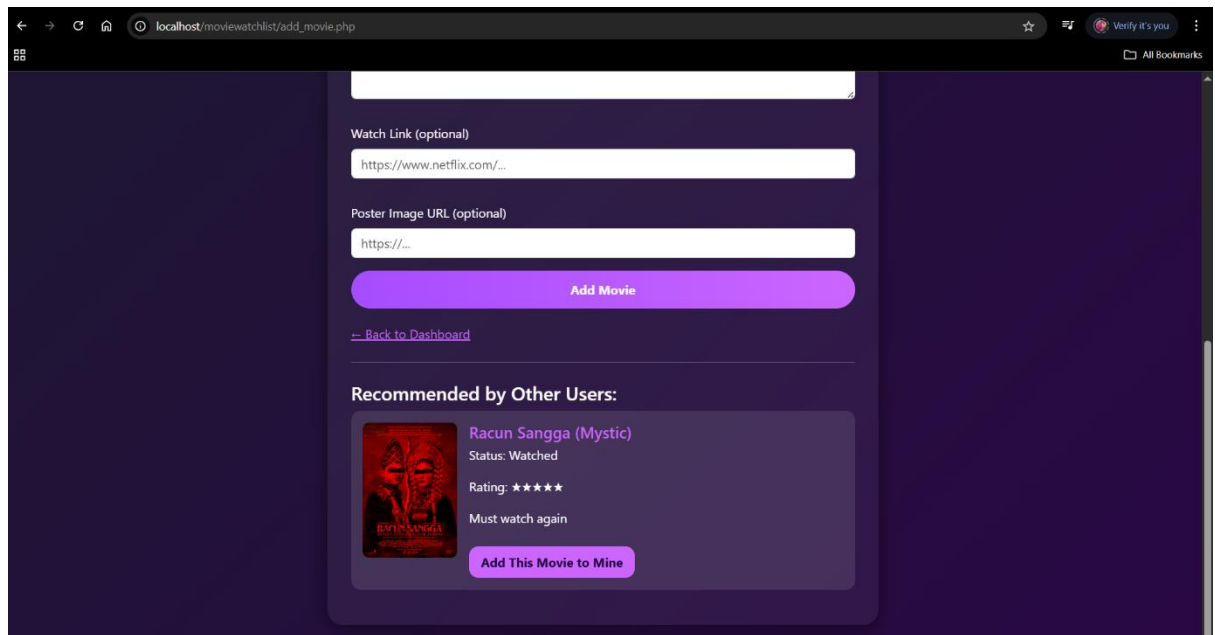 localhost/moviewatchlist/add_movie.php
Verify it's you
All Bookmarks
Watch Link (optional)
https://www.netflix.com/...
Poster Image URL (optional)
https://...
Add Movie
← Back to Dashboard
Recommended by Other Users:
Racun Sangga (Mystic)
Status: Watched
Rating: ★★★★★
Must watch again
RACUN SANGGA
Add This Movie to Mine